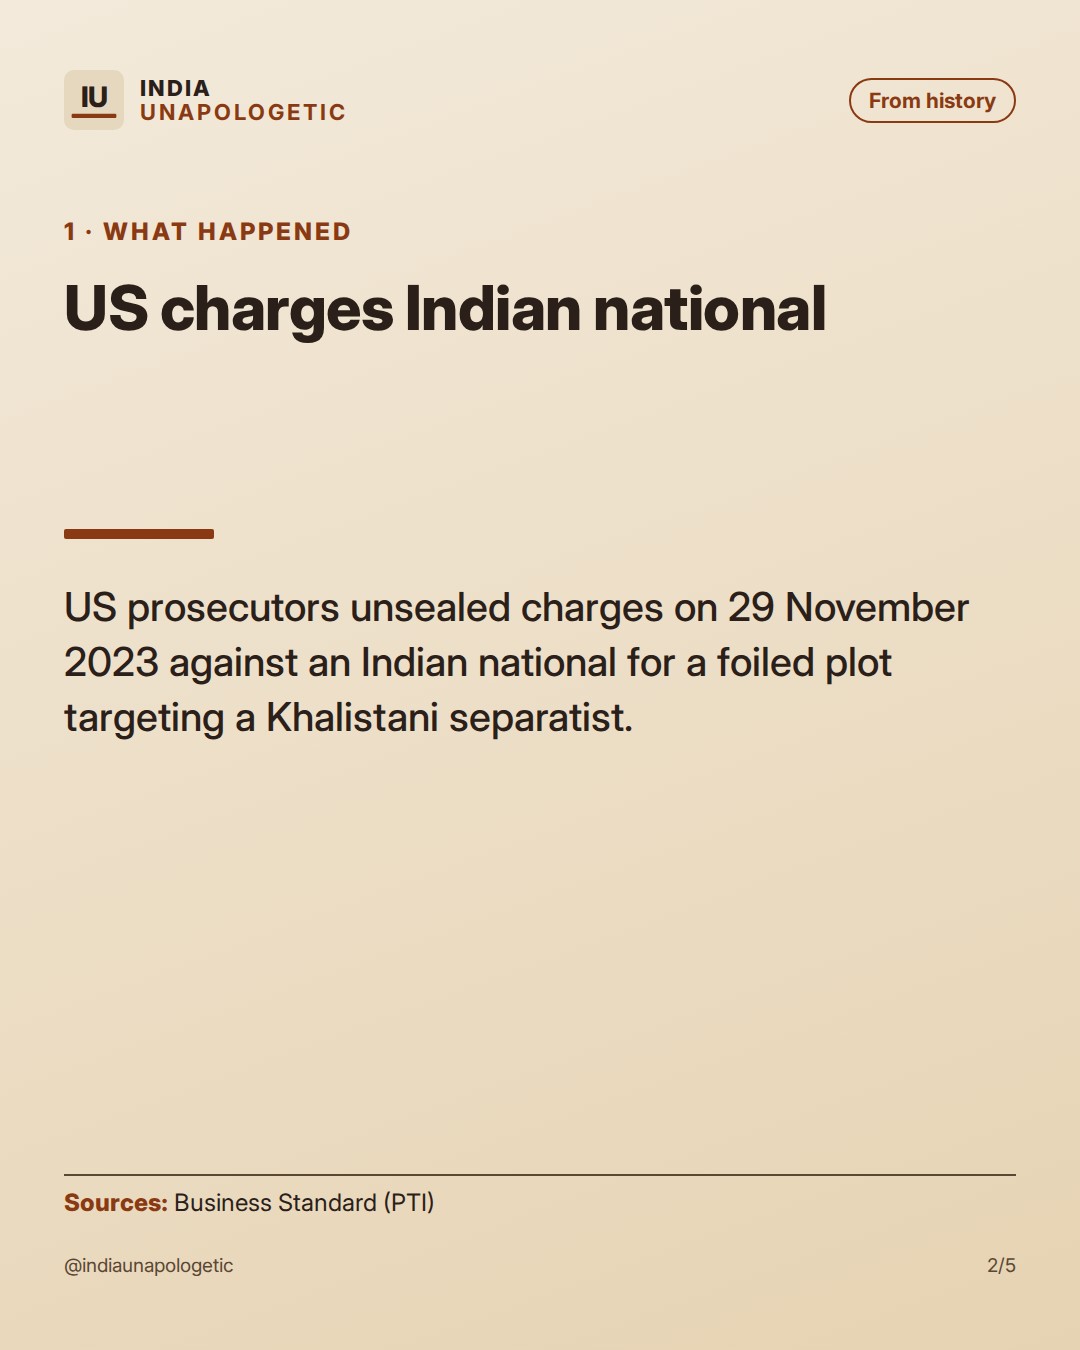 IU
INDIA
UNAPOLOGETIC
From history
1 · WHAT HAPPENED
US charges Indian national
US prosecutors unsealed charges on 29 November
2023 against an Indian national for a foiled plot
targeting a Khalistani separatist.
Sources: Business Standard (PTI)
@indiaunapologetic
2/5